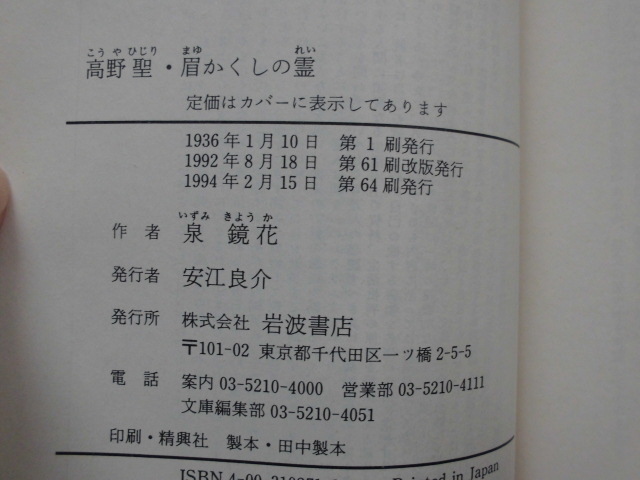 こうやひじり まゆ れい
高野聖・眉かくしの霊
定価はカバーに表示してあります
1936年1月10日 第1刷発行
1992年8月18日 第61刷改版発行
1994年2月15日 第64刷発行
いずみ きようか
作者 泉鏡花
発行者 安江良介
発行所 株式会社 岩波書店
〒101-02 東京都千代田区一ツ橋2-5-5
電話 案内 03-5210-4000 営業部 03-5210-4111
文庫編集部 03-5210-4051
印刷・精興社 製本・田中製本
ISBN 4-00- Printed in Japan